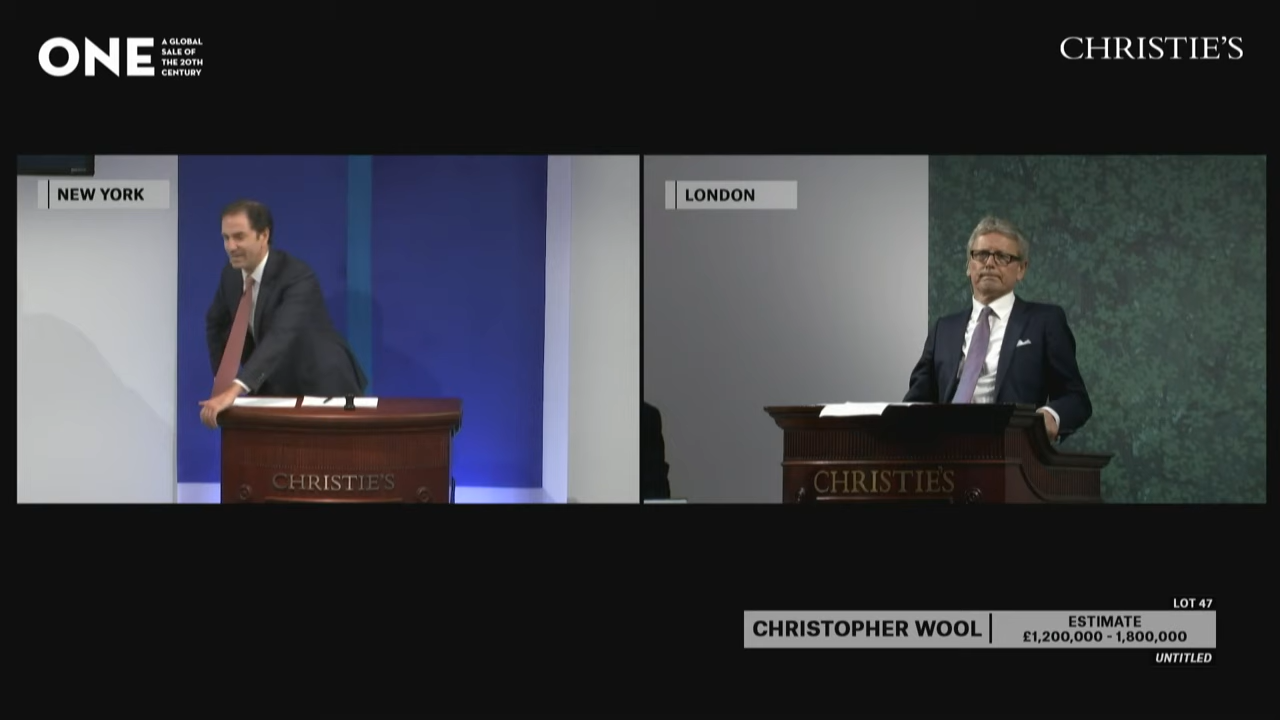 ONE
A GLOBAL
SALE OF
THE 20TH
CENTURY
CHRISTIE'S
NEW YORK
LONDON
CHRISTIE'S
CHRISTIE'S
LOT 47
CHRISTOPHER WOOL
ESTIMATE
£1,200,000 - 1,800,000
UNTITLED